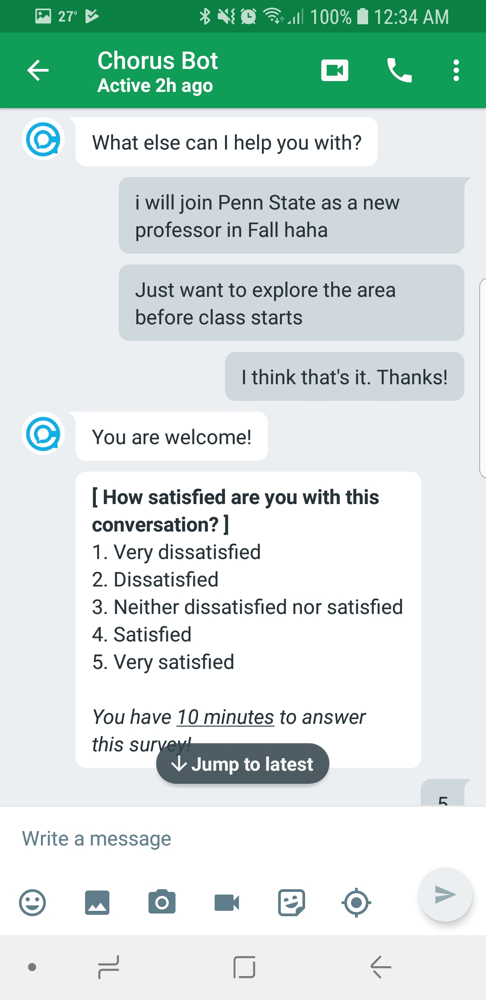 27° 100% 12:34 AM
Chorus Bot
Active 2h ago
What else can I help you with?
i will join Penn State as a new
professor in Fall haha
Just want to explore the area
before class starts
I think that's it. Thanks!
You are welcome!
[ How satisfied are you with this
conversation? ]
1. Very dissatisfied
2. Dissatisfied
3. Neither dissatisfied nor satisfied
4. Satisfied
5. Very satisfied
You have 10 minutes to answer
this survey!
Jump to latest
5
Write a message